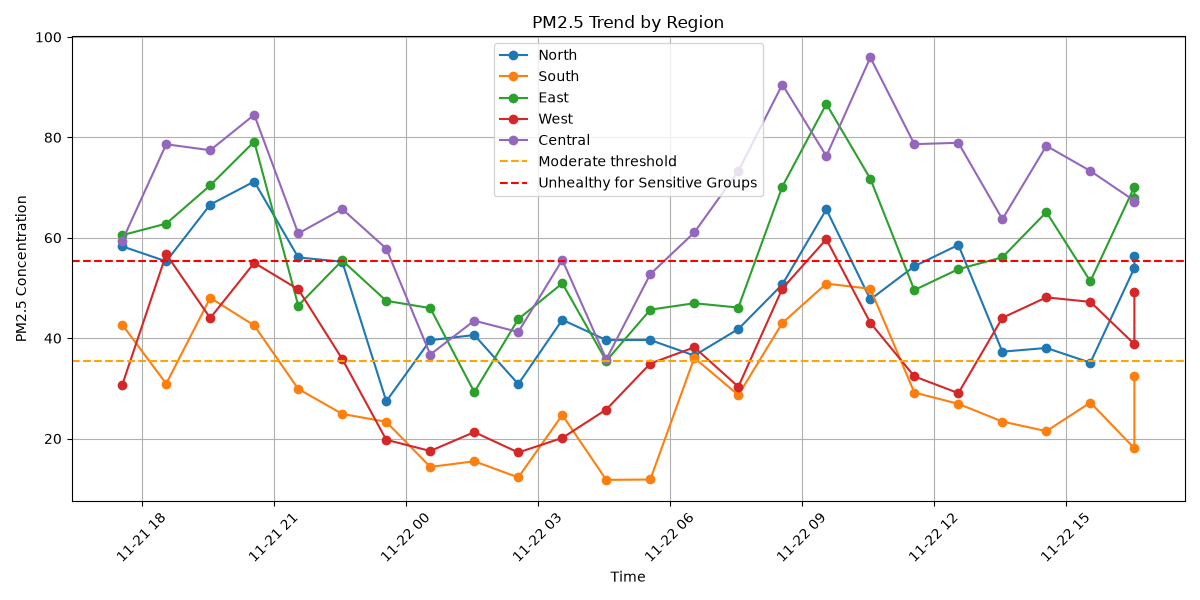 PM2.5 Trend by Region
100
80
60
40
20
PM2.5 Concentration
North
South
East
West
Central
Moderate threshold
Unhealthy for Sensitive Groups
11-21 18
11-21 21
11-22 00
11-22 03
11-22 06
11-22 09
11-22 12
11-22 15
Time